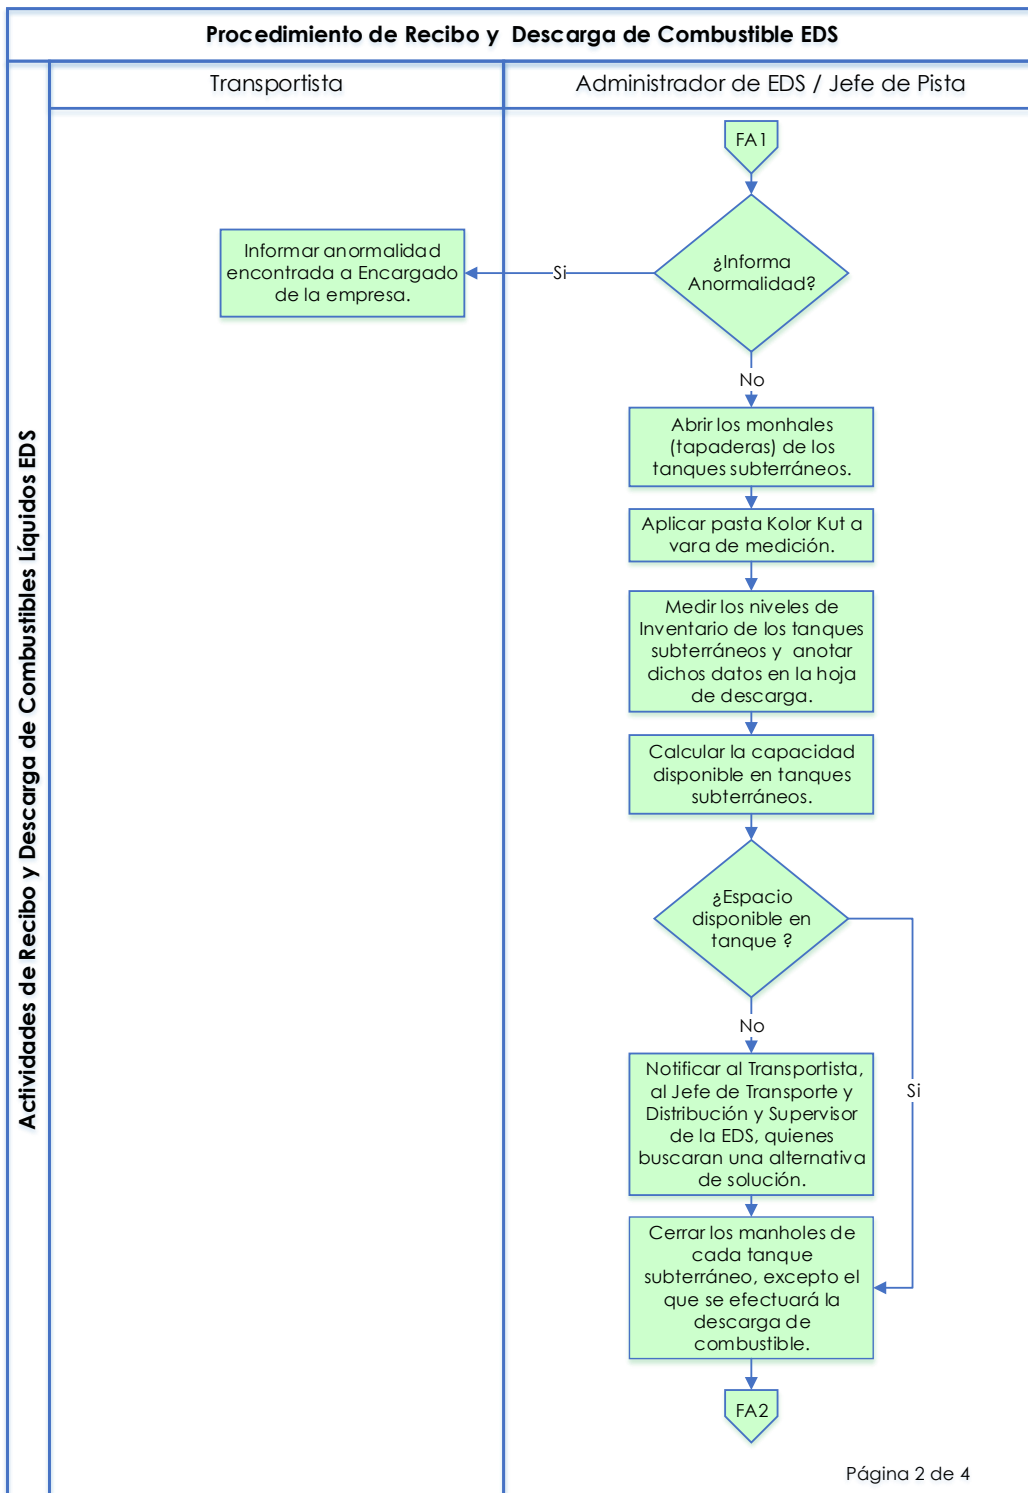 Procedimiento de Recibo y Descarga de Combustible EDS
Transportista
Administrador de EDS / Jefe de Pista
Actividades de Recibo y Descarga de Combustibles Líquidos EDS
FA1
¿Informa
Anormalidad?
Si
Informar anormalidad
encontrada a Encargado
de la empresa.
No
Abrir los monhales
(tapaderas) de los
tanques subterráneos.
Aplicar pasta Kolor Kut a
vara de medición.
Medir los niveles de
Inventario de los tanques
subterráneos y anotar
dichos datos en la hoja
de descarga.
Calcular la capacidad
disponible en tanques
subterráneos.
¿Espacio
disponible en
tanque ?
No
Si
Notificar al Transportista,
al Jefe de Transporte y
Distribución y Supervisor
de la EDS, quienes
buscaran una alternativa
de solución.
Cerrar los manholes de
cada tanque
subterráneo, excepto el
que se efectuará la
descarga de
combustible.
FA2
Página 2 de 4